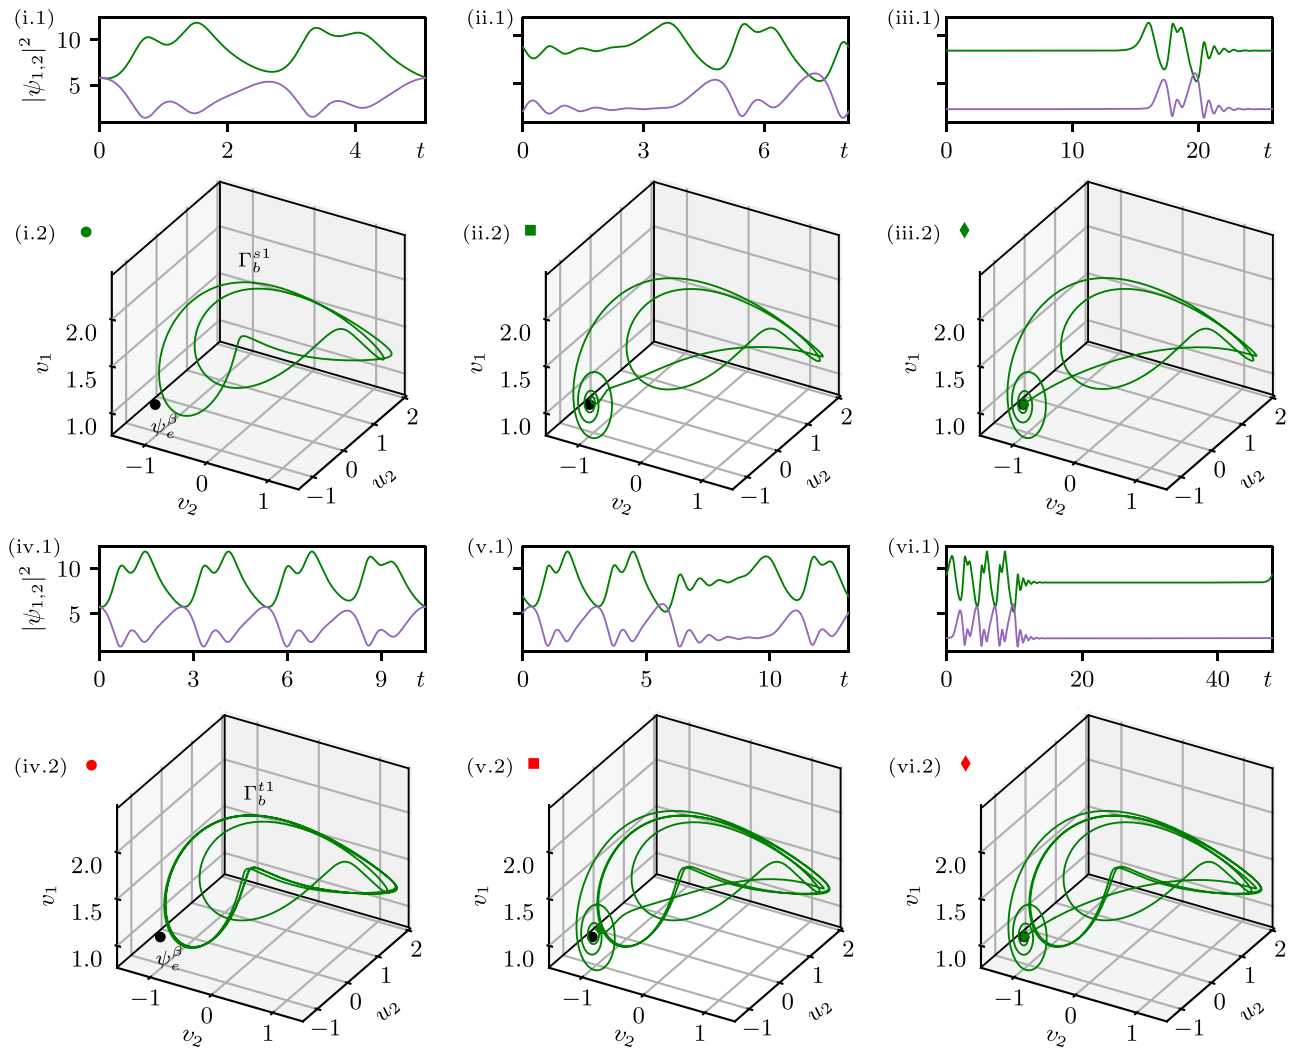 (i.1) (ii.1) (iii.1)
|ψ₁,₂|² 10 5
0 2 4 t 0 3 6 t 0 10 20 t
(i.2) (ii.2) (iii.2)
Γ_b^{s1}
ψ_e^β
v₁ 2.0 1.5 1.0 v₁ 2.0 1.5 1.0 v₁ 2.0 1.5 1.0
−1 0 1 v₂ −1 0 1 2 u₂ −1 0 1 v₂ −1 0 1 2 u₂ −1 0 1 v₂ −1 0 1 2 u₂
(iv.1) (v.1) (vi.1)
|ψ₁,₂|² 10 5
0 3 6 9 t 0 5 10 t 0 20 40 t
(iv.2) (v.2) (vi.2)
Γ_b^{t1}
ψ_e^β
v₁ 2.0 1.5 1.0 v₁ 2.0 1.5 1.0 v₁ 2.0 1.5 1.0
−1 0 1 v₂ −1 0 1 2 u₂ −1 0 1 v₂ −1 0 1 2 u₂ −1 0 1 v₂ −1 0 1 2 u₂